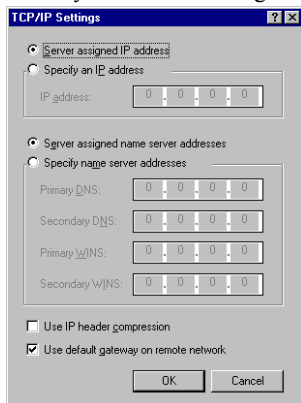 TCP/IP Settings
Server assigned IP address
Specify an IP address
IP address: 0 . 0 . 0 . 0
Server assigned name server addresses
Specify name server addresses
Primary DNS: 0 . 0 . 0 . 0
Secondary DNS: 0 . 0 . 0 . 0
Primary WINS: 0 . 0 . 0 . 0
Secondary WINS: 0 . 0 . 0 . 0
Use IP header compression
Use default gateway on remote network
OK Cancel